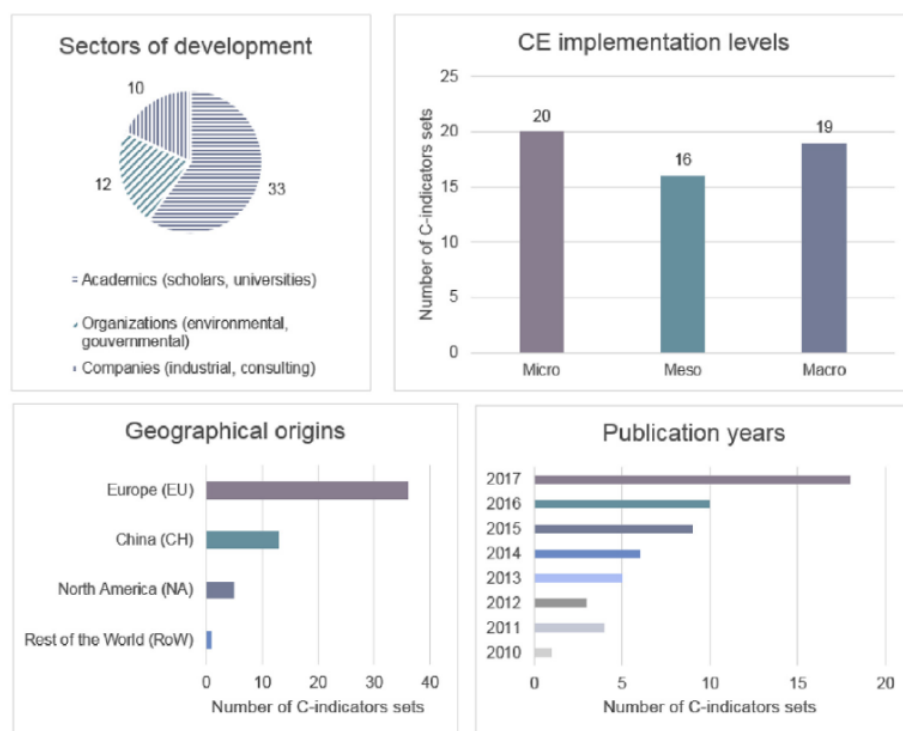 Sectors of development
10
12
33
Academics (scholars, universities)
Organizations (environmental,
gouvernmental)
Companies (industrial, consulting)
CE implementation levels
Number of C-indicators sets
25
20
15
10
5
0
20
16
19
Micro
Meso
Macro
Geographical origins
Europe (EU)
China (CH)
North America (NA)
Rest of the World (RoW)
0
10
20
30
40
Number of C-indicators sets
Publication years
2017
2016
2015
2014
2013
2012
2011
2010
0
5
10
15
20
Number of C-indicators sets